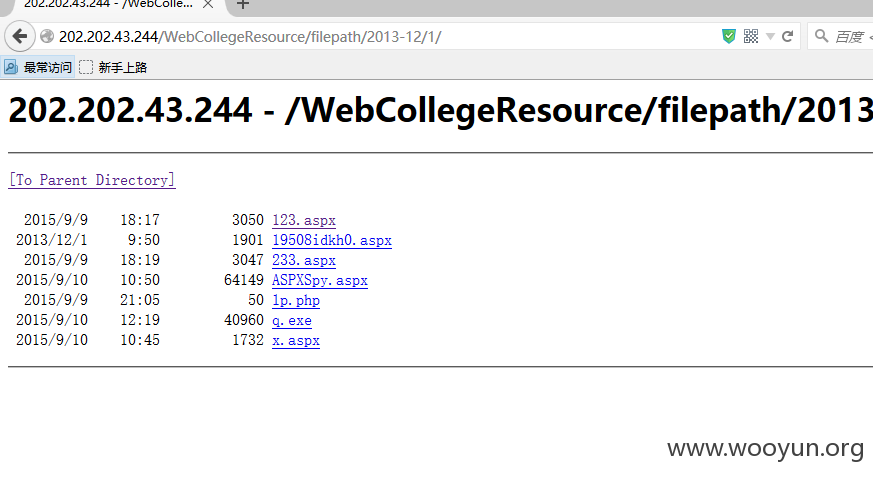 202.202.43.244 - /WebColle...
202.202.43.244/WebCollegeResource/filepath/2013-12/1/
百度 <
最常访问 新手上路
202.202.43.244 - /WebCollegeResource/filepath/2013
[To Parent Directory]
2015/9/9 18:17 3050 123.aspx
2013/12/1 9:50 1901 19508idkh0.aspx
2015/9/9 18:19 3047 233.aspx
2015/9/10 10:50 64149 ASPXSpy.aspx
2015/9/9 21:05 50 1p.php
2015/9/10 12:19 40960 q.exe
2015/9/10 10:45 1732 x.aspx
www.wooyun.org